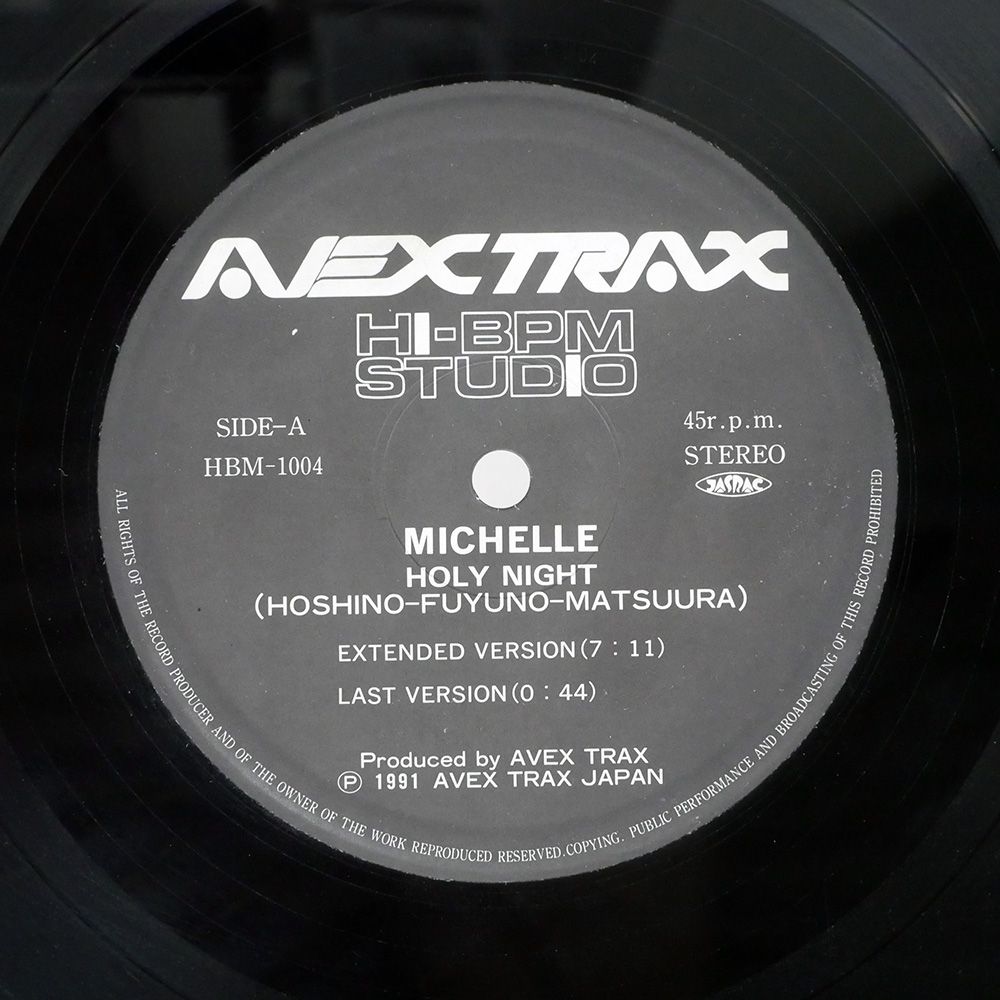 AVEX TRAX
HI-BPM
STUDIO
SIDE-A
HBM-1004
45r.p.m.
STEREO
JASRAC
MICHELLE
HOLY NIGHT
(HOSHINO-FUYUNO-MATSUURA)
EXTENDED VERSION(7:11)
LAST VERSION(0:44)
Produced by AVEX TRAX
Ⓟ 1991 AVEX TRAX JAPAN
ALL RIGHTS OF THE RECORD PRODUCER AND OF THE OWNER OF THE WORK REPRODUCED RESERVED.COPYING. PUBLIC PERFORMANCE AND BROADCASTING OF THIS RECORD PROHIBITED